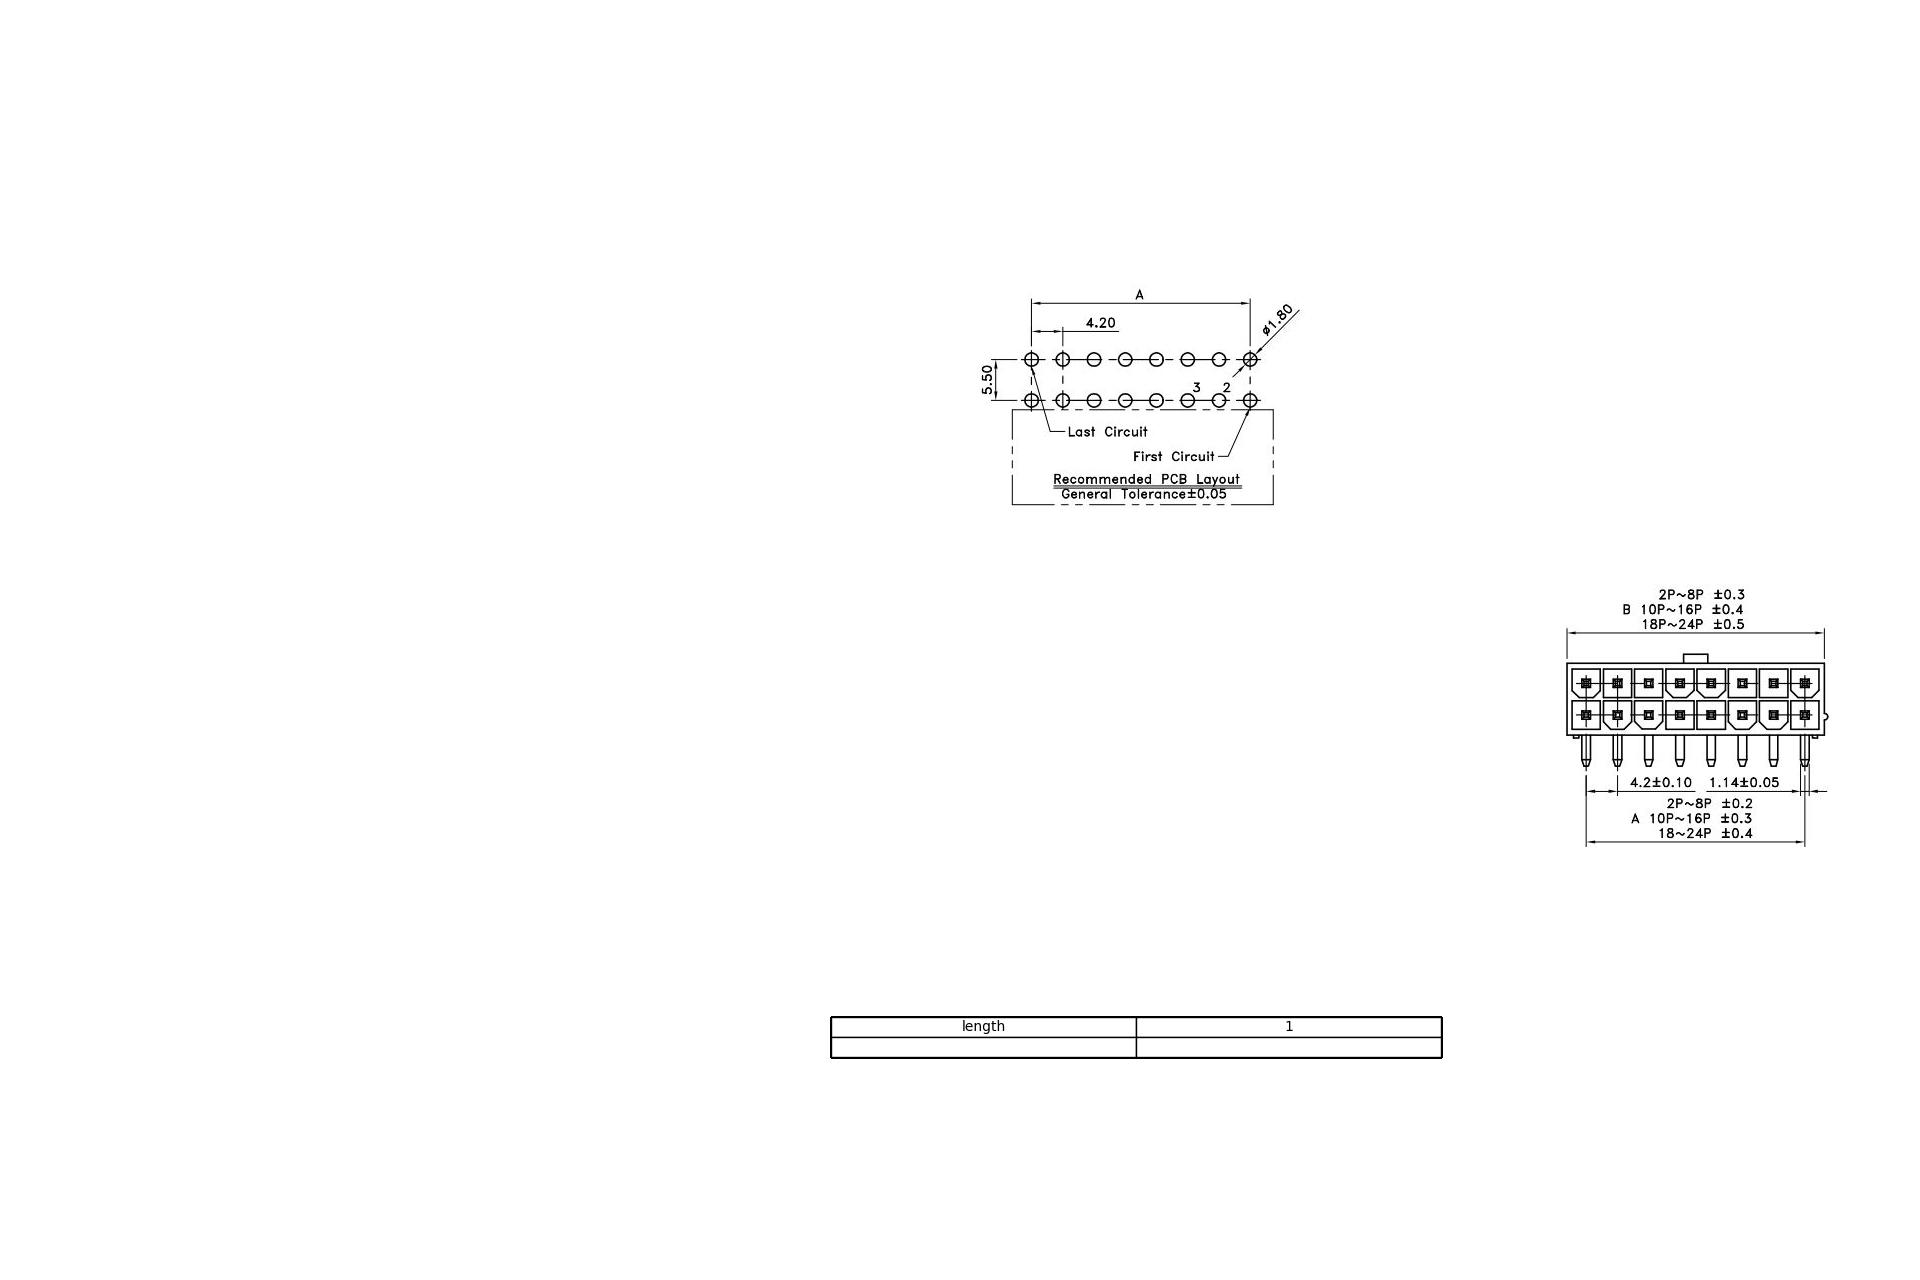 A
4.20
ø1.80
5.50
3 2
Last Circuit
First Circuit
Recommended PCB Layout
General Tolerance±0.05
2P~8P ±0.3
B 10P~16P ±0.4
18P~24P ±0.5
4.2±0.10 1.14±0.05
2P~8P ±0.2
A 10P~16P ±0.3
18~24P ±0.4
length 1